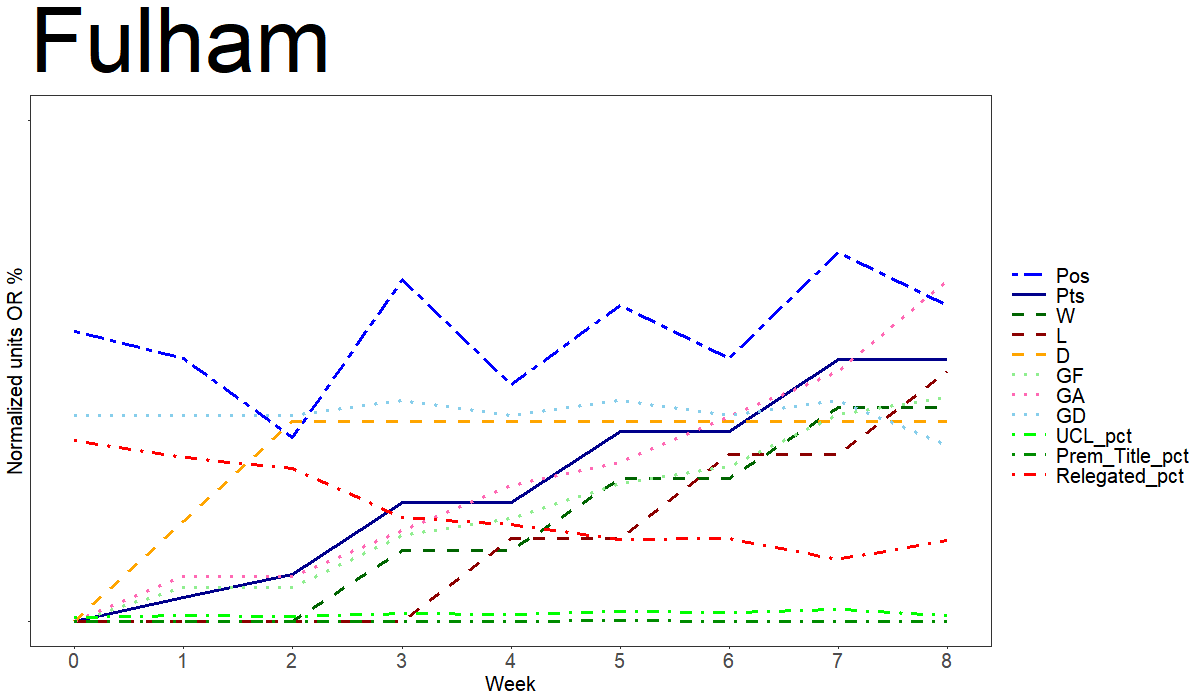 Fulham
Normalized units OR %
0 1 2 3 4 5 6 7 8
Week
Pos
Pts
W
L
D
GF
GA
GD
UCL_pct
Prem_Title_pct
Relegated_pct